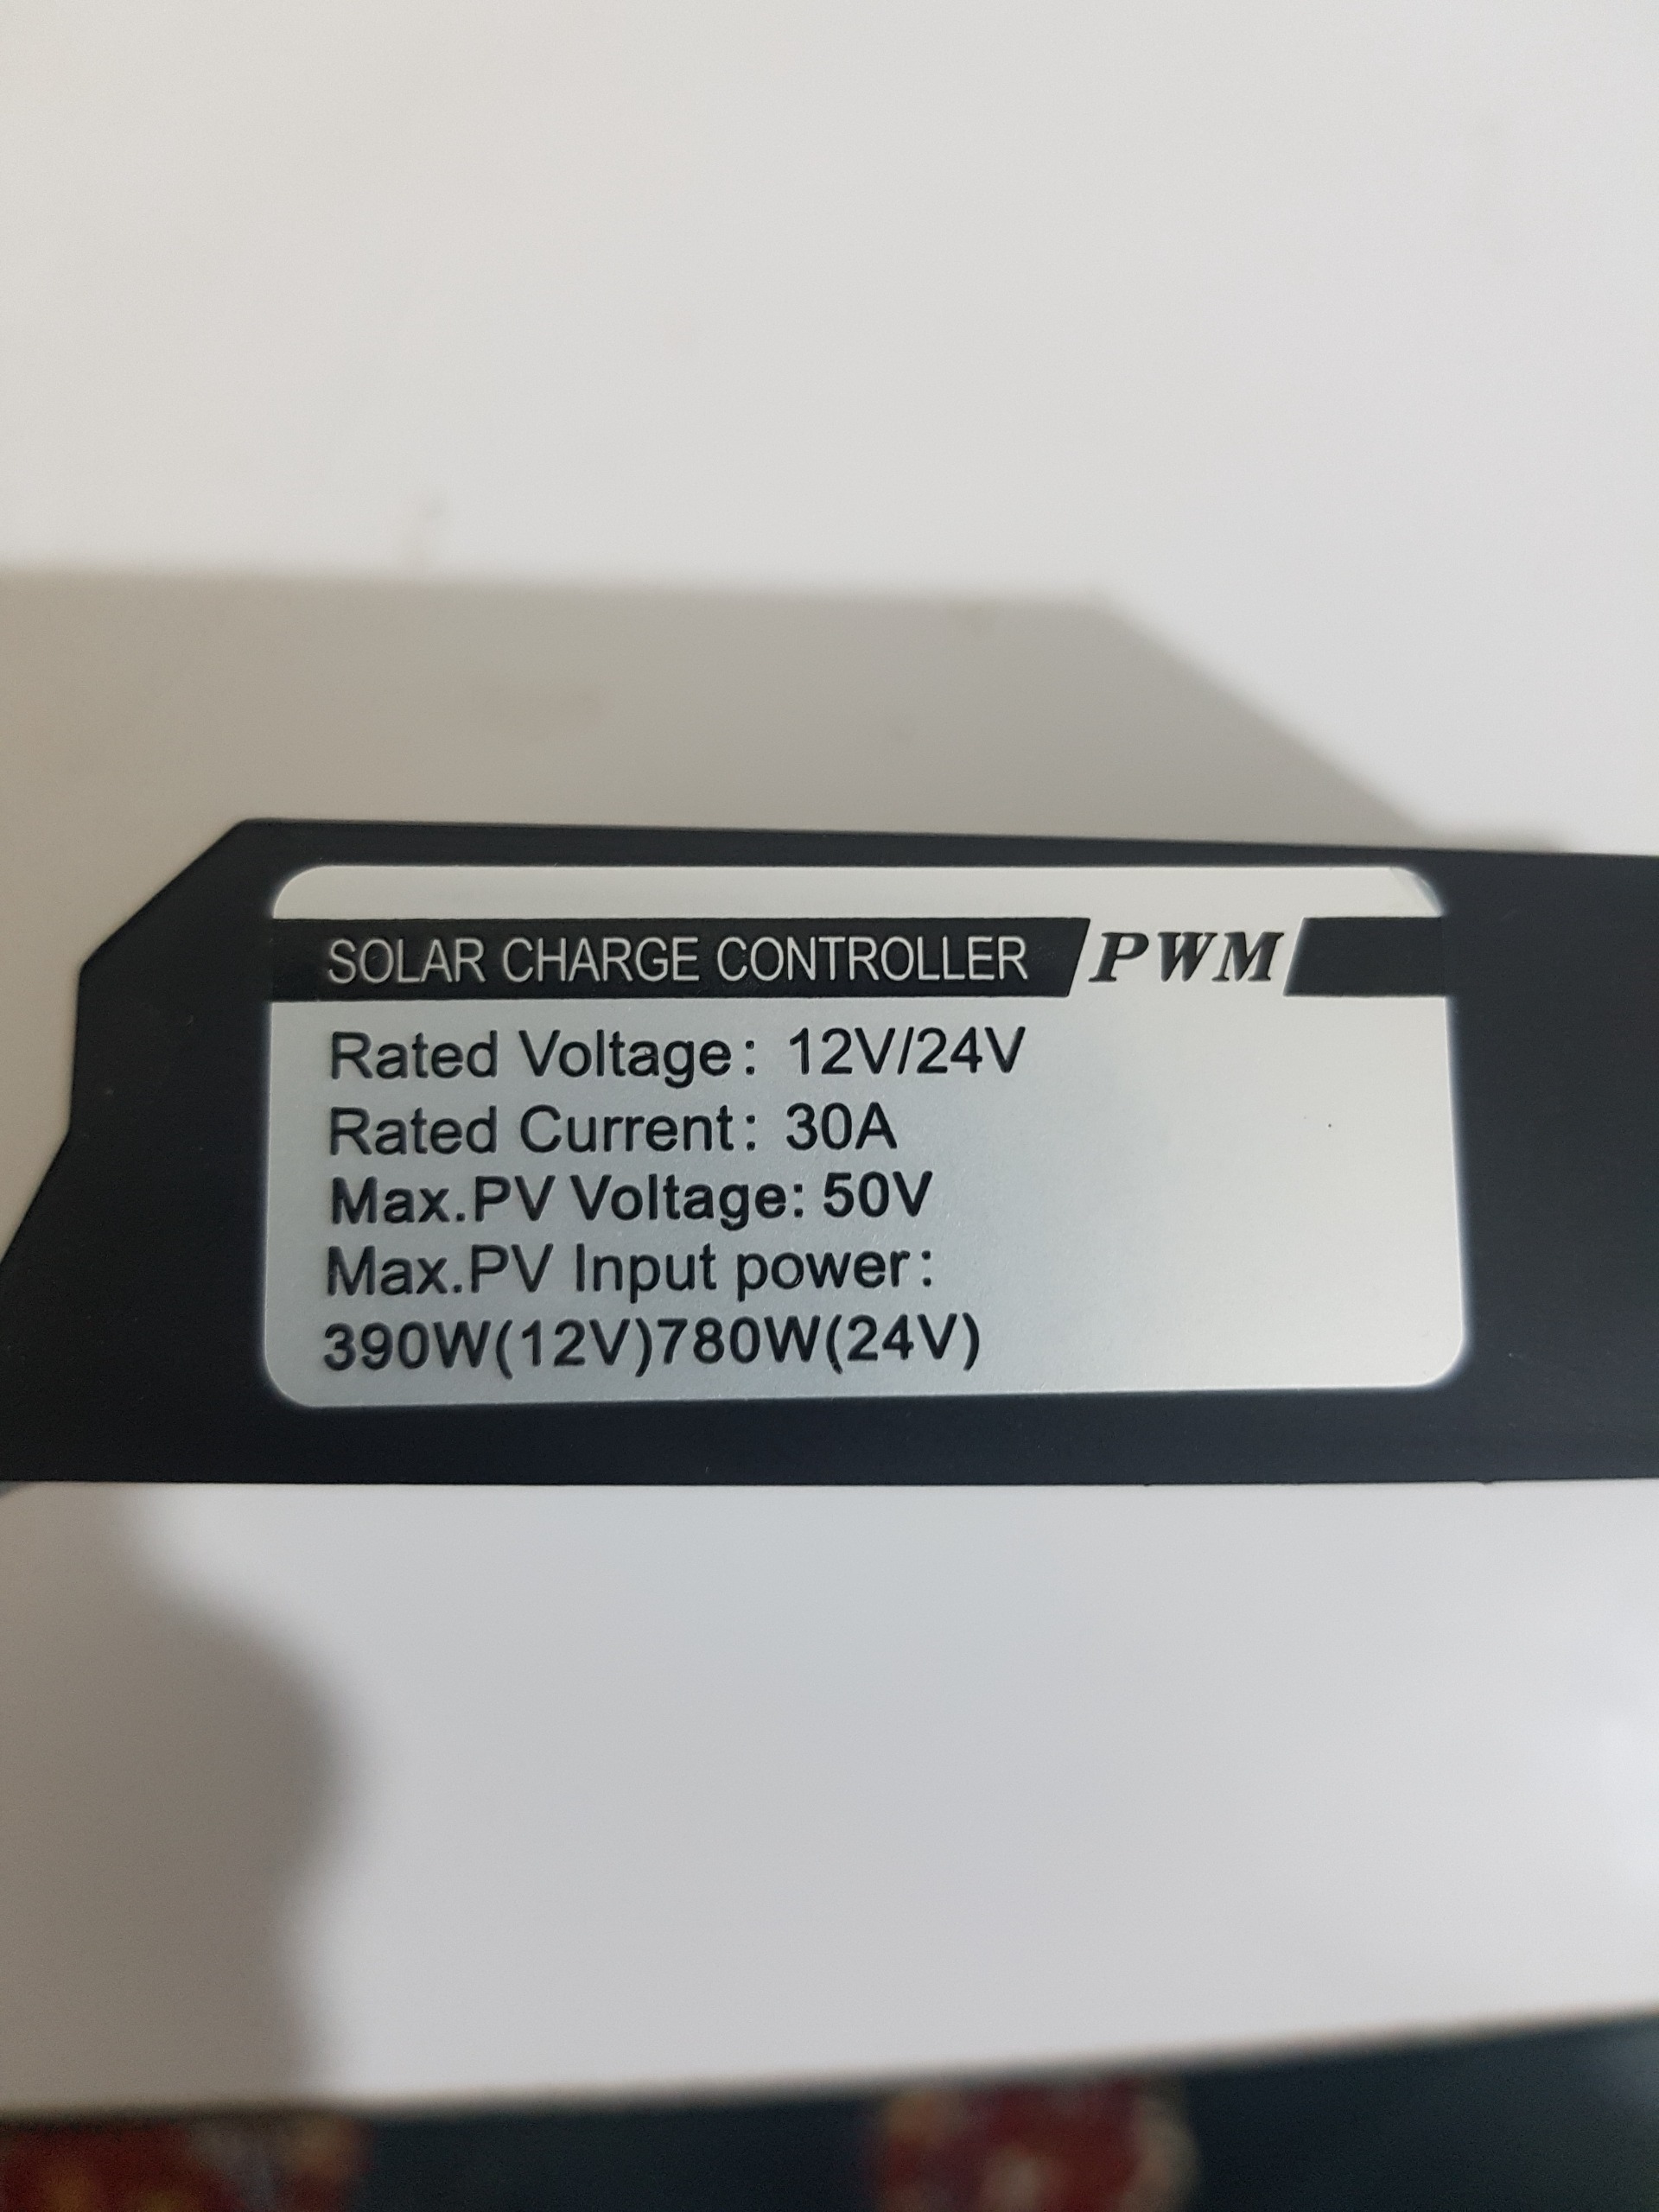 SOLAR CHARGE CONTROLLER PWM
Rated Voltage: 12V/24V
Rated Current: 30A
Max.PV Voltage: 50V
Max.PV Input power:
390W(12V)780W(24V)